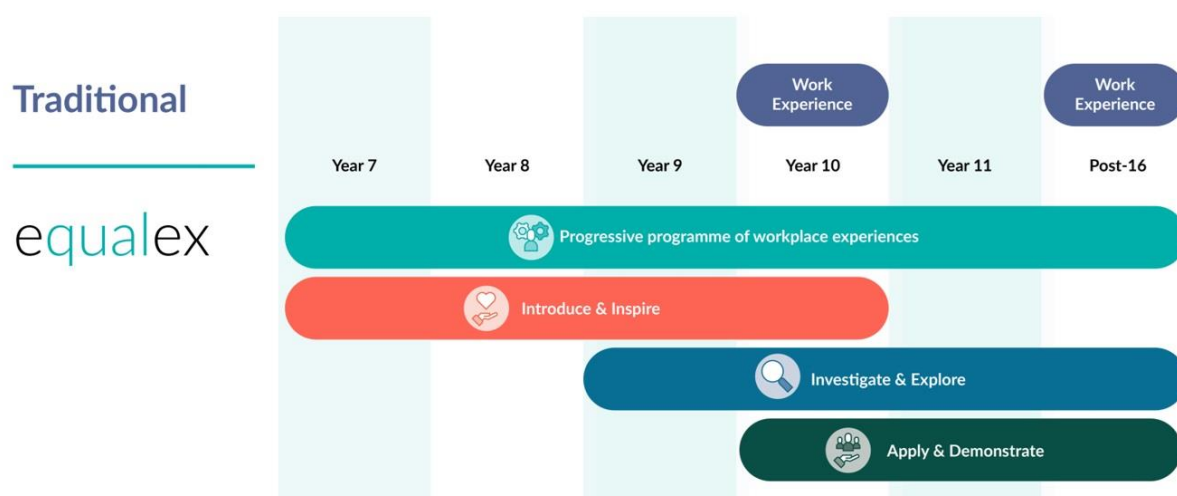 Traditional
Work
Experience
Work
Experience
Year 7
Year 8
Year 9
Year 10
Year 11
Post-16
equalex
Progressive programme of workplace experiences
Introduce & Inspire
Investigate & Explore
Apply & Demonstrate